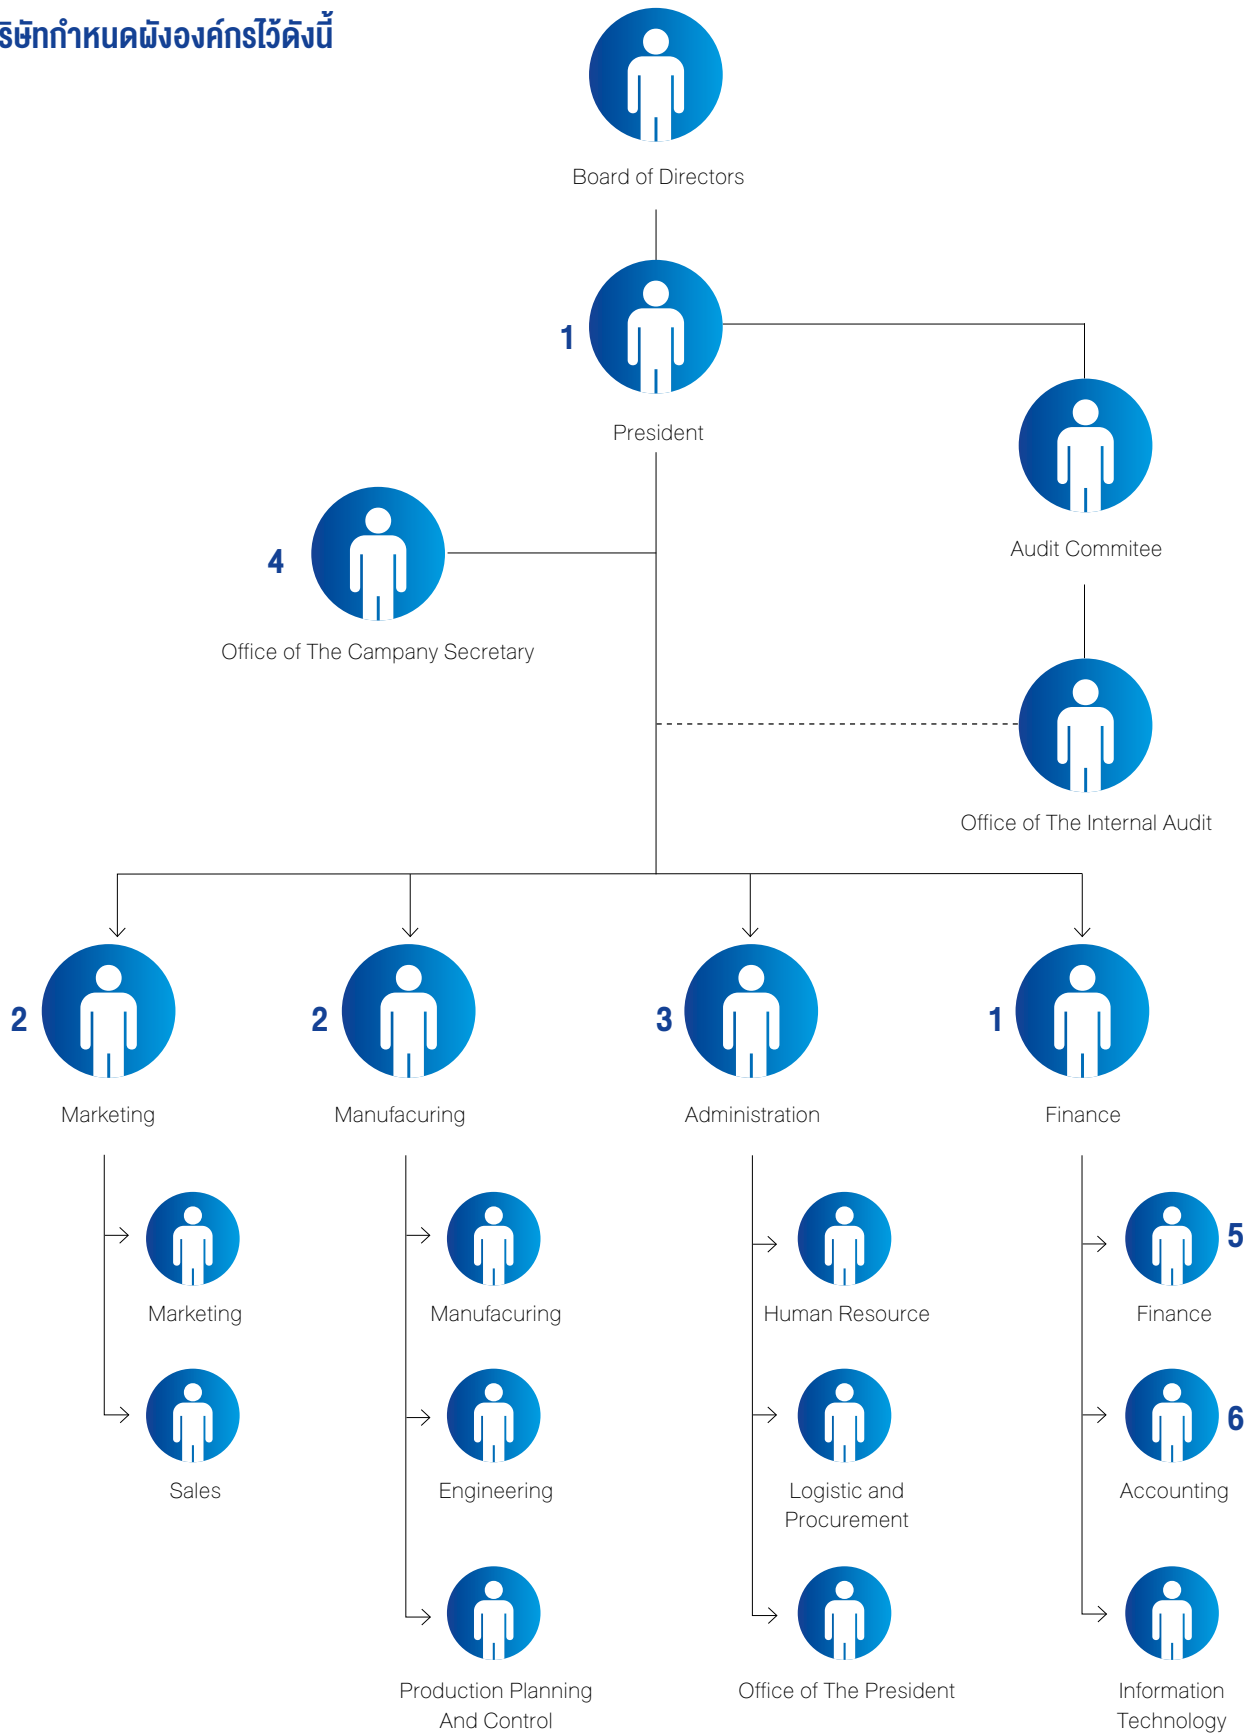 ริษัทกำหนดผังองค์กรไว้ดังนี้
Board of Directors
1
President
Audit Commitee
4
Office of The Campany Secretary
Office of The Internal Audit
2
2
3
1
Marketing
Manufacuring
Administration
Finance
5
Marketing
Manufacuring
Human Resource
Finance
6
Sales
Engineering
Logistic and
Procurement
Accounting
Production Planning
And Control
Office of The President
Information
Technology